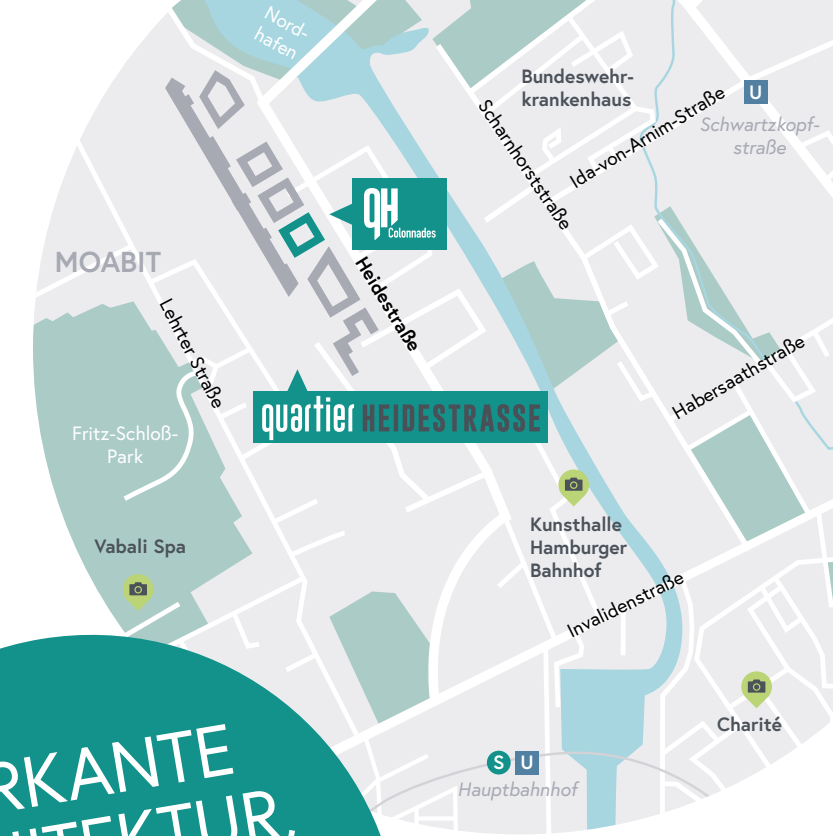 Nord-
hafen
Bundeswehr-
krankenhaus
U
Schwartzkopf-
straße
Scharnhorststraße
Ida-von-Arnim-Straße
qH
Colonnades
MOABIT
Heidestraße
Lehrter Straße
Habersaathstraße
quartier HEIDESTRASSE
Fritz-Schloß-
Park
Kunsthalle
Hamburger
Bahnhof
Vabali Spa
Invalidenstraße
Charité
S U
Hauptbahnhof
RKANTE
ITEKTUR,